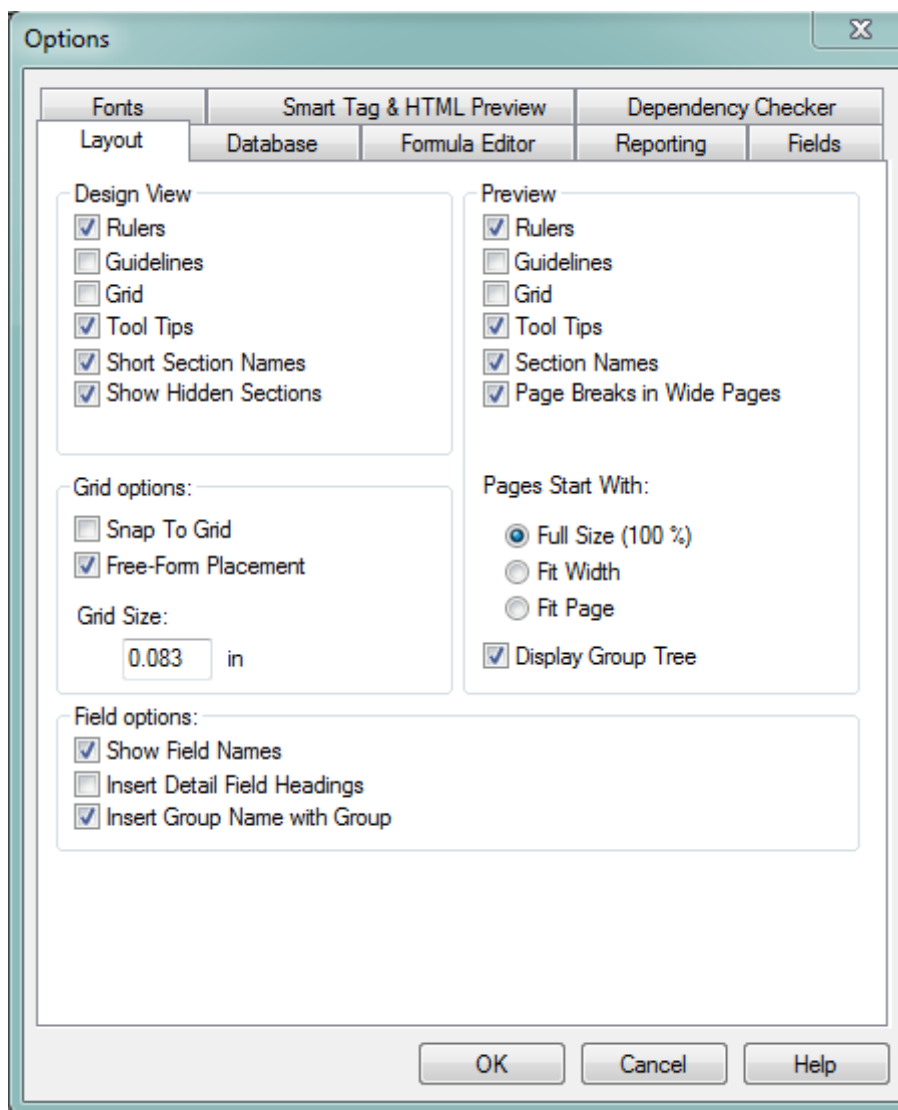 Options
Fonts Smart Tag & HTML Preview Dependency Checker
Layout Database Formula Editor Reporting Fields
Design View
Rulers
Guidelines
Grid
Tool Tips
Short Section Names
Show Hidden Sections
Preview
Rulers
Guidelines
Grid
Tool Tips
Section Names
Page Breaks in Wide Pages
Pages Start With:
Full Size (100 %)
Fit Width
Fit Page
Display Group Tree
Grid options:
Snap To Grid
Free-Form Placement
Grid Size:
0.083 in
Field options:
Show Field Names
Insert Detail Field Headings
Insert Group Name with Group
OK Cancel Help